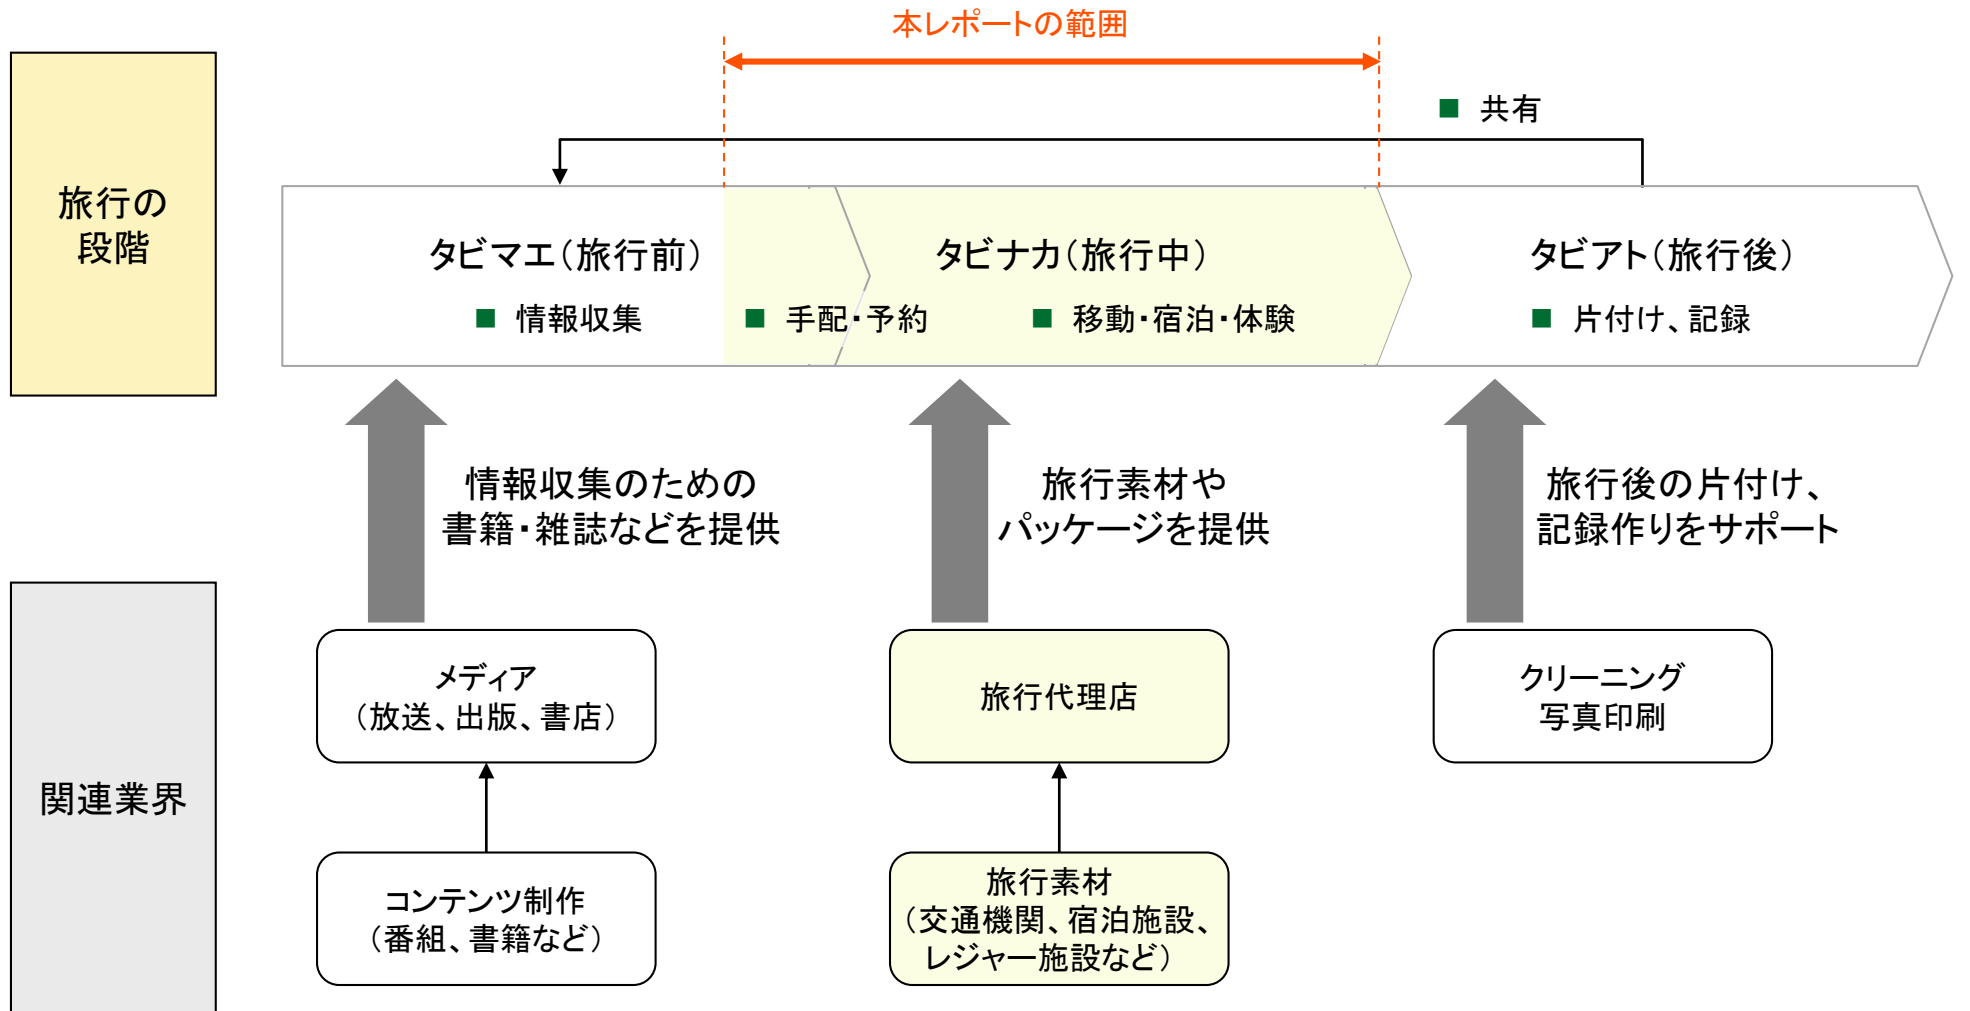 本レポートの範囲
■ 共有
旅行の
段階
タビマエ（旅行前）
タビナカ（旅行中）
タビアト（旅行後）
■ 情報収集
■ 手配・予約
■ 移動・宿泊・体験
■ 片付け、記録
情報収集のための
書籍・雑誌などを提供
旅行素材や
パッケージを提供
旅行後の片付け、
記録作りをサポート
関連業界
メディア
（放送、出版、書店）
旅行代理店
クリーニング
写真印刷
コンテンツ制作
（番組、書籍など）
旅行素材
（交通機関、宿泊施設、
レジャー施設など）